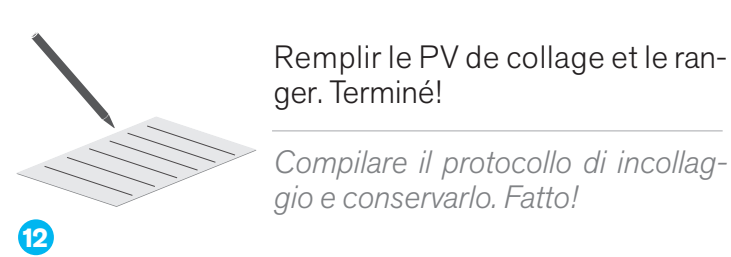 Remplir le PV de collage et le ran-
ger. Terminé!
Compilare il protocollo di incollag-
gio e conservarlo. Fatto!
12